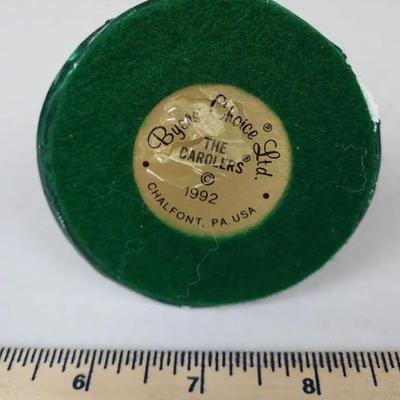 Byers' Choice® Ltd.
THE
CAROLERS®
©
1992
CHALFONT, PA. USA
6 7 8